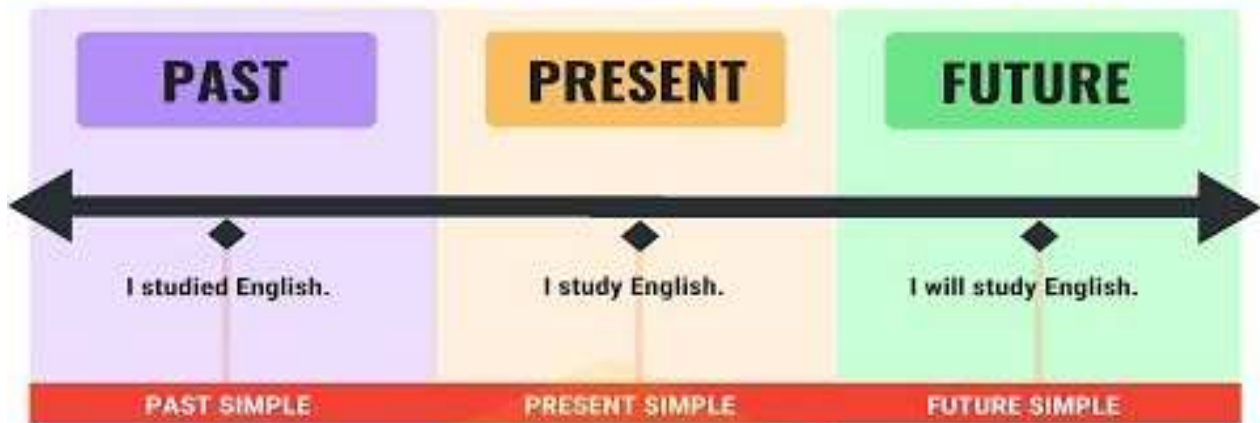 PAST PRESENT FUTURE
I studied English. I study English. I will study English.
PAST SIMPLE PRESENT SIMPLE FUTURE SIMPLE